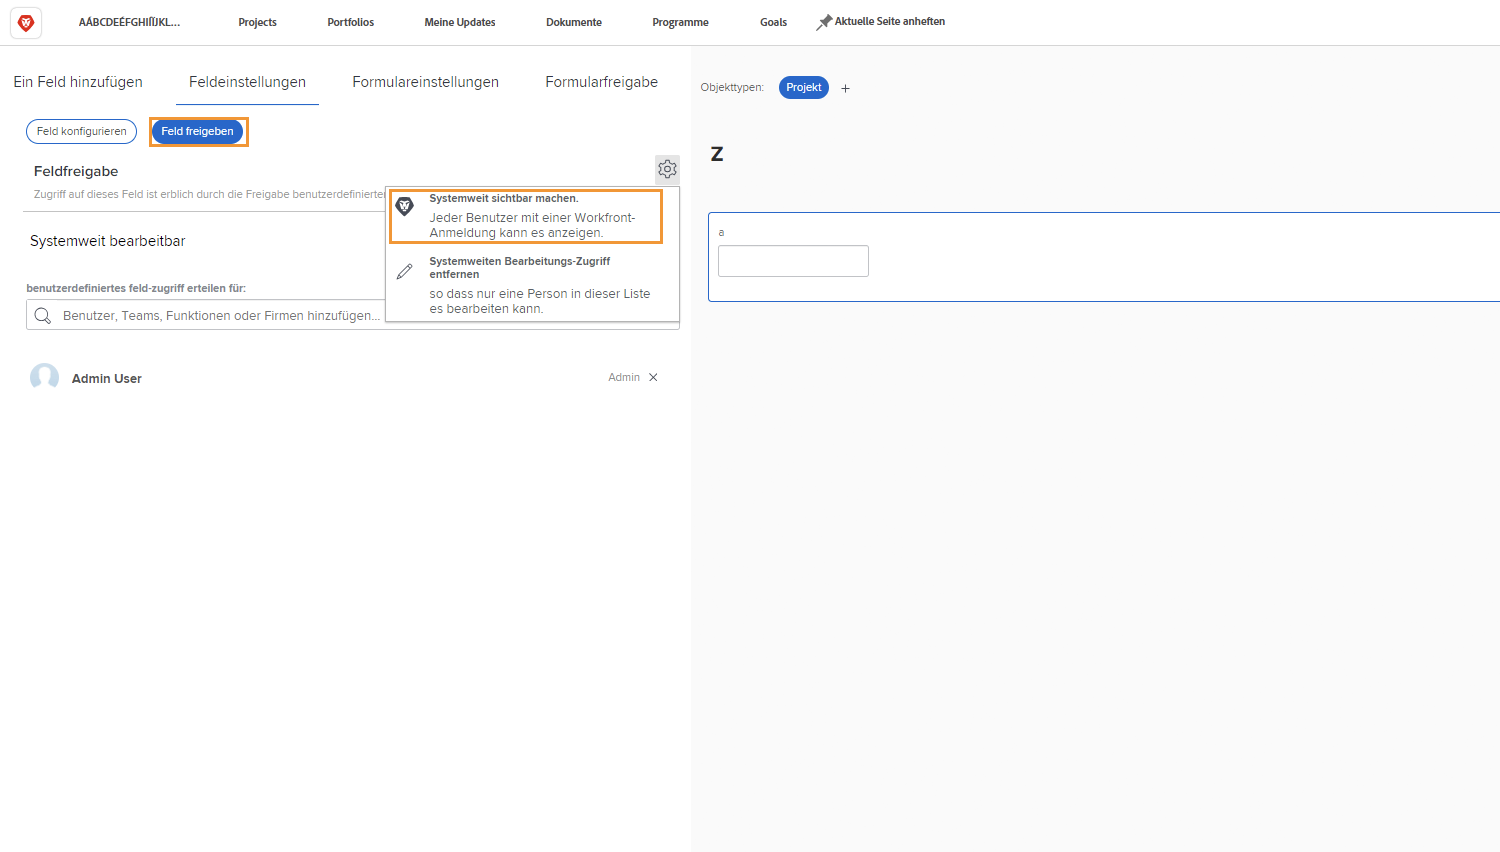 AÁBCDEÉFGHIÍÏJKL...
Projects
Portfolios
Meine Updates
Dokumente
Programme
Goals
Aktuelle Seite anheften
Ein Feld hinzufügen
Feldeinstellungen
Formulareinstellungen
Formularfreigabe
Objekttypen:
Projekt
+
Feld konfigurieren
Feld freigeben
Feldfreigabe
Zugriff auf dieses Feld ist erblich durch die Freigabe benutzerdefinierter
Systemweit sichtbar machen.
Jeder Benutzer mit einer Workfront-
Anmeldung kann es anzeigen.
Systemweiten Bearbeitungs-Zugriff
entfernen
so dass nur eine Person in dieser Liste
es bearbeiten kann.
Systemweit bearbeitbar
benutzerdefiniertes feld-zugriff erteilen für:
Benutzer, Teams, Funktionen oder Firmen hinzufügen...
Admin User
Admin
Z
a